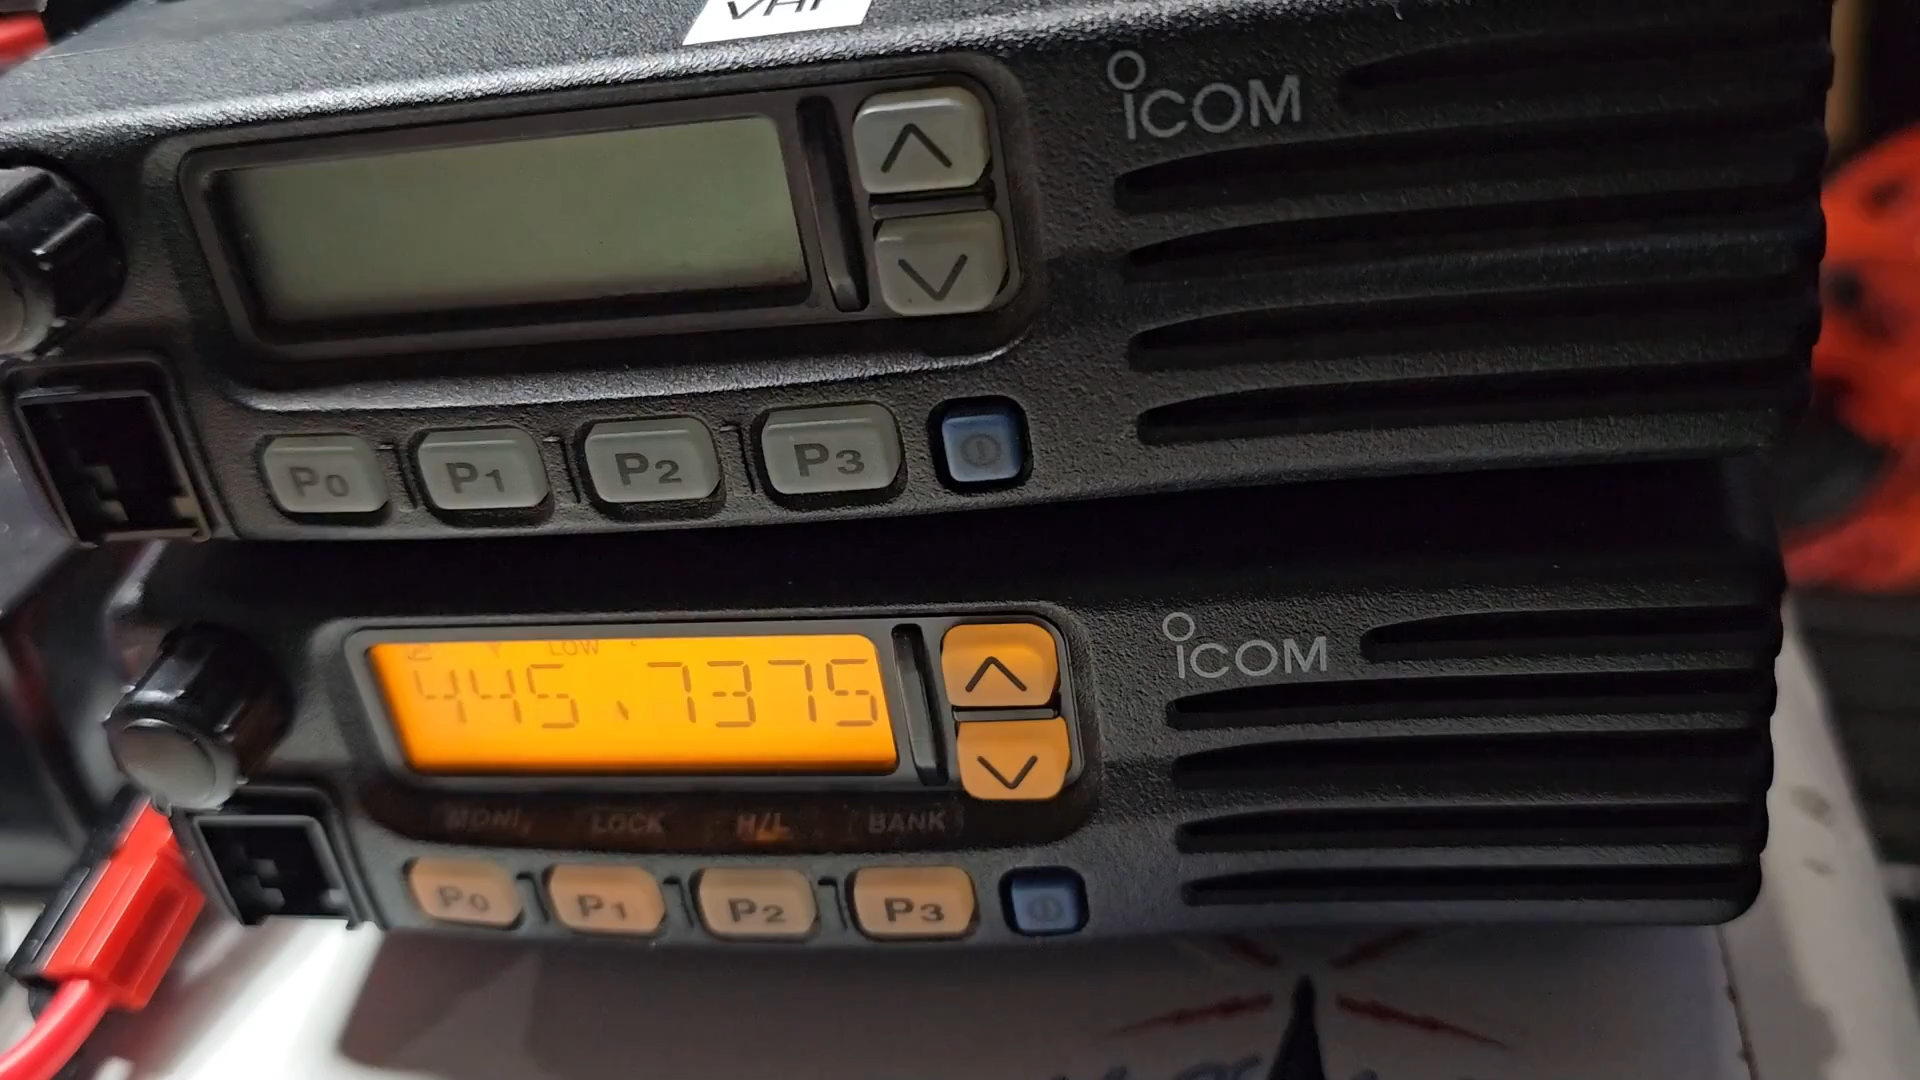 VHF
ICOM
P0 P1 P2 P3
ICOM
LOW
445.7375
MONI LOCK H/L BANK
P0 P1 P2 P3